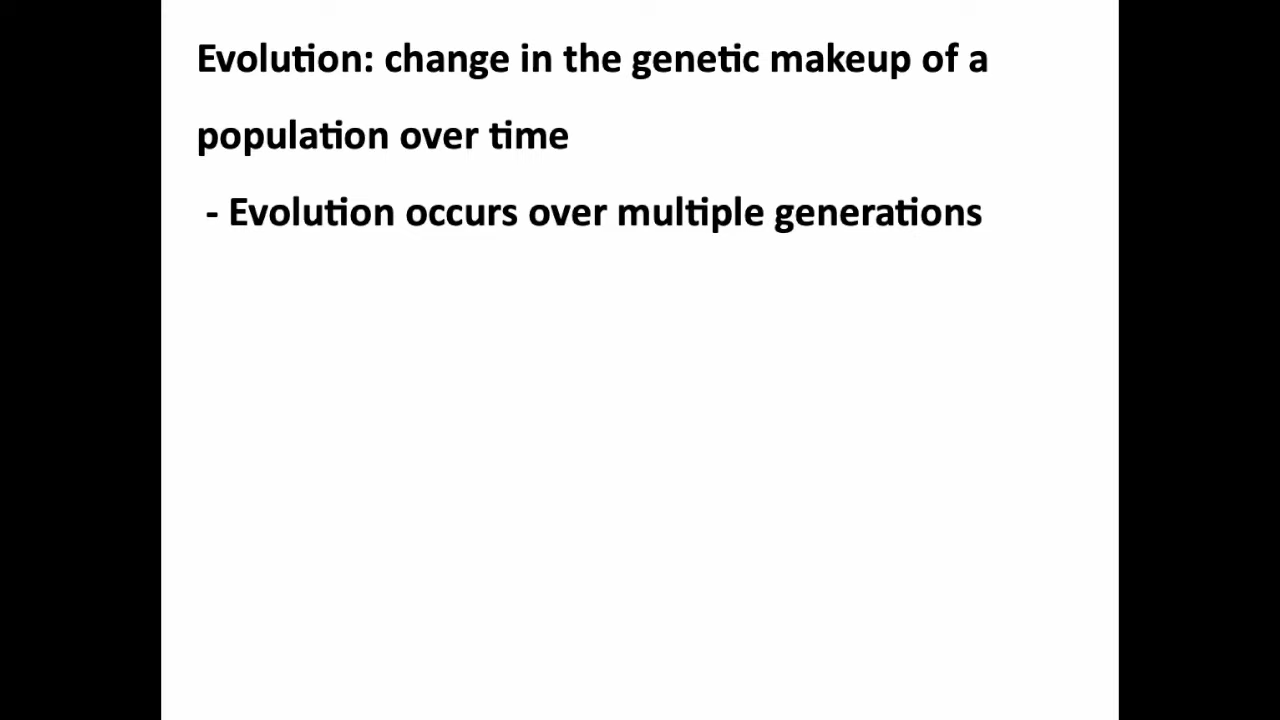 Evolution: change in the genetic makeup of a
population over time
- Evolution occurs over multiple generations